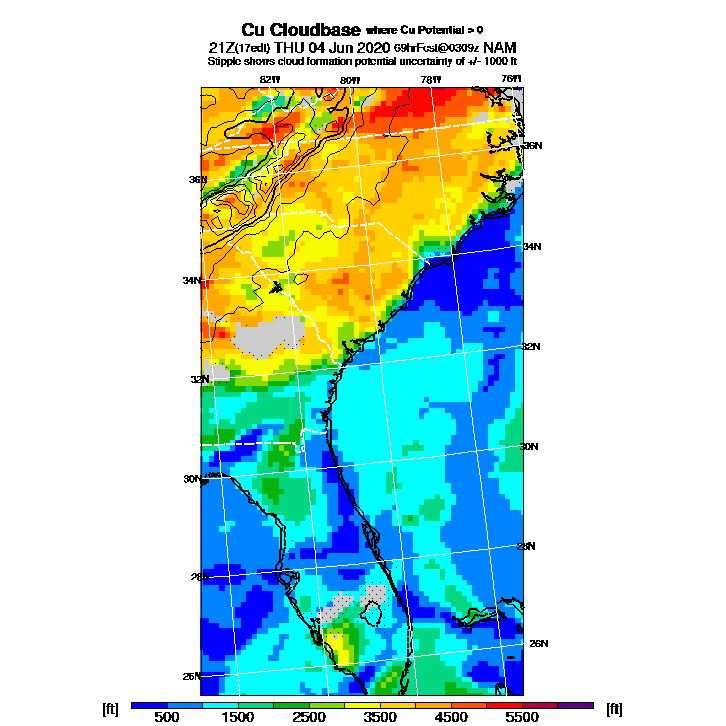 Cu Cloudbase where Cu Potential > 0
21Z(17edt) THU 04 Jun 2020 69hrFcst@0309z NAM
Stipple shows cloud formation potential uncertainty of +/- 1000 ft
82W 80W 78W 76W
36N
36N
34N
34N
32N
32N
30N
30N
28N
28N
26N
26N
[ft] 500 1500 2500 3500 4500 5500 [ft]